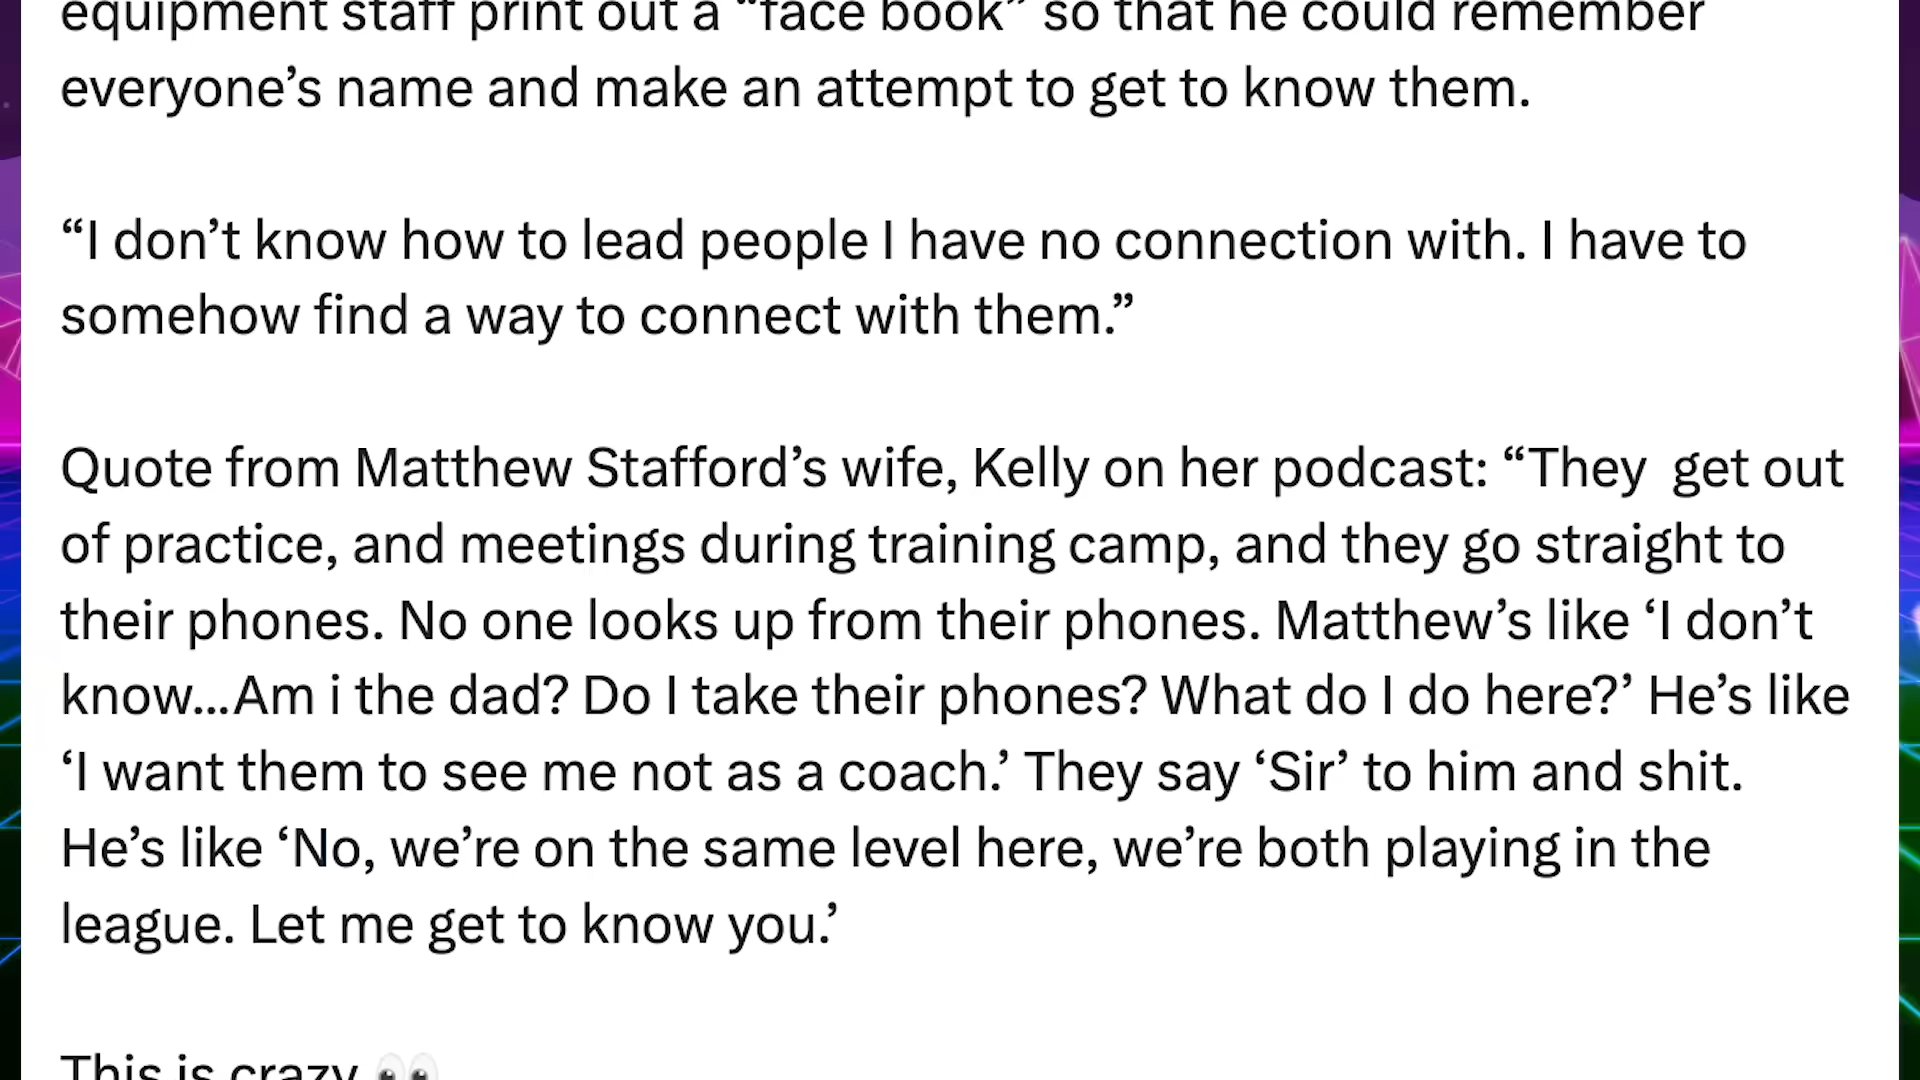 equipment staff print out a “face book” so that he could remember
everyone’s name and make an attempt to get to know them.
“I don’t know how to lead people I have no connection with. I have to
somehow find a way to connect with them.”
Quote from Matthew Stafford’s wife, Kelly on her podcast: “They  get out
of practice, and meetings during training camp, and they go straight to
their phones. No one looks up from their phones. Matthew’s like ‘I don’t
know...Am i the dad? Do I take their phones? What do I do here?’ He’s like
‘I want them to see me not as a coach.’ They say ‘Sir’ to him and shit.
He’s like ‘No, we’re on the same level here, we’re both playing in the
league. Let me get to know you.’
This is crazy 👀